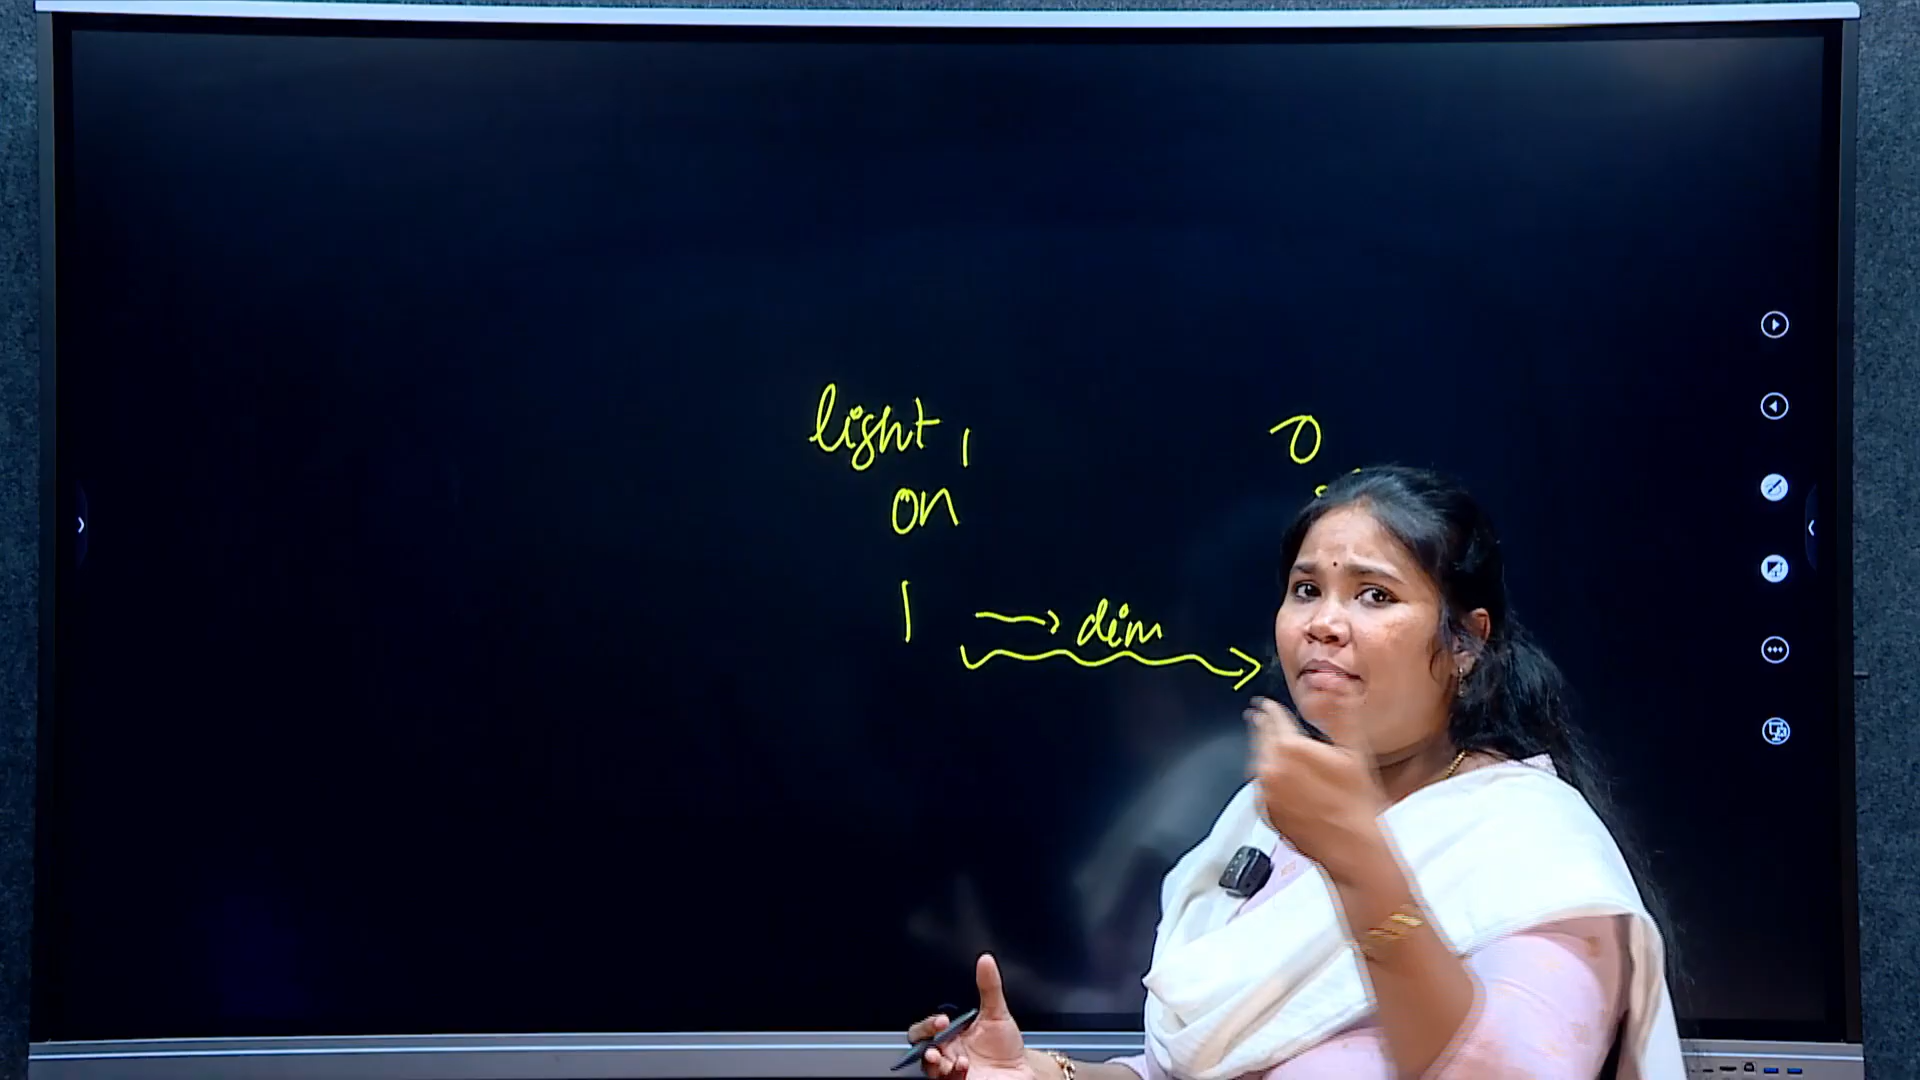 light 1 0
on
1 → dim